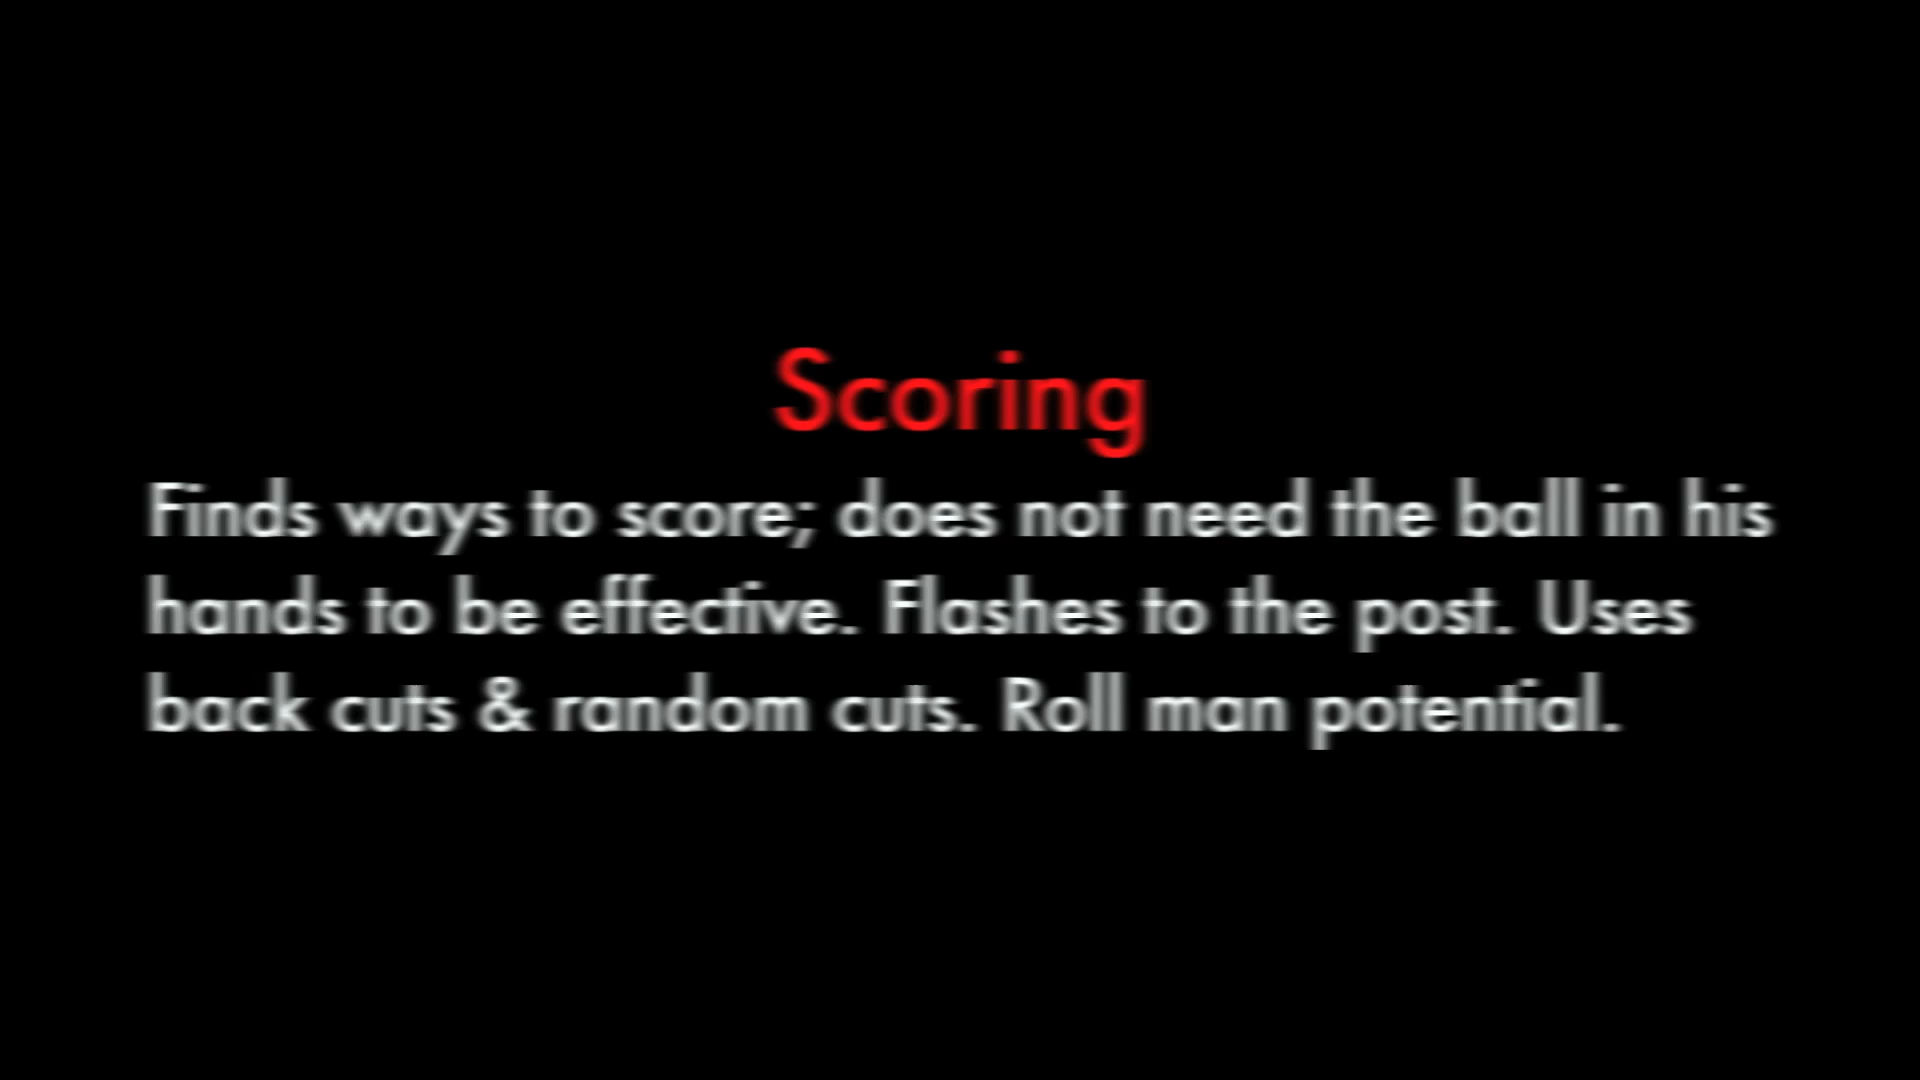 Scoring
Finds ways to score; does not need the ball in his
hands to be effective. Flashes to the post. Uses
back cuts & random cuts. Roll man potential.